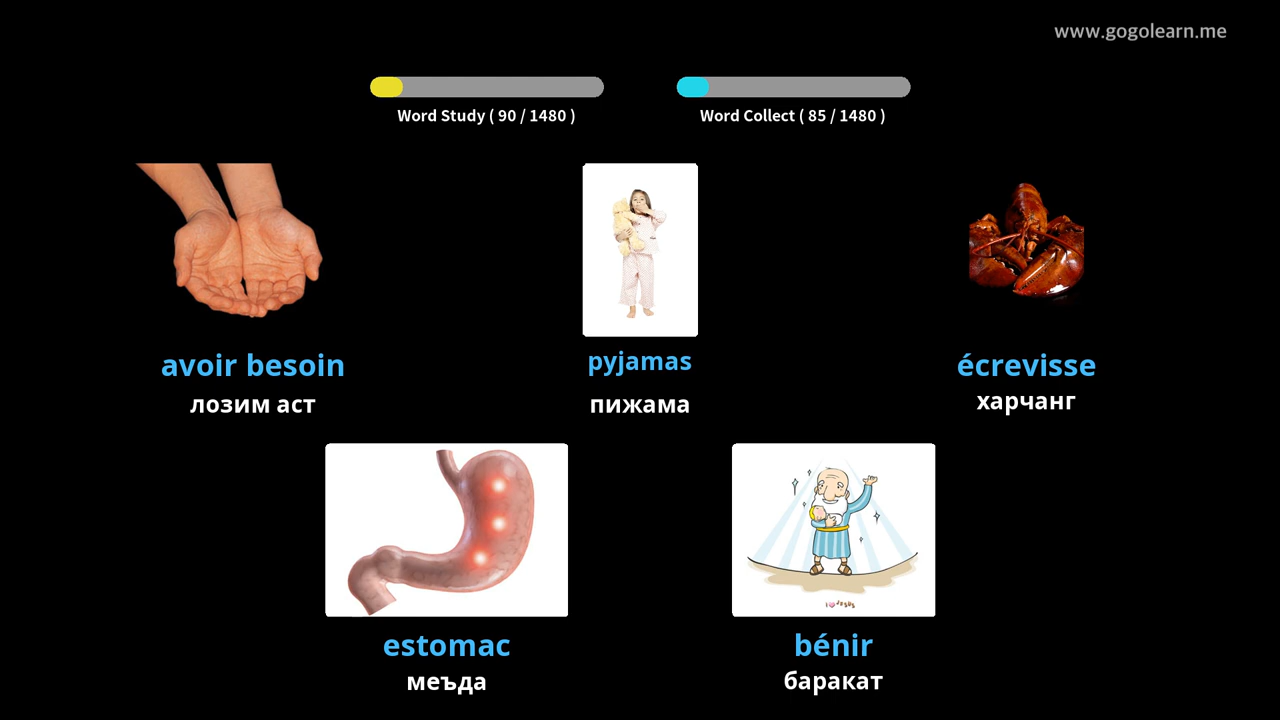 www.gogolearn.me
Word Study ( 90 / 1480 )
Word Collect ( 85 / 1480 )
avoir besoin
лозим аст
pyjamas
пижама
écrevisse
харчанг
estomac
меъда
bénir
баракат